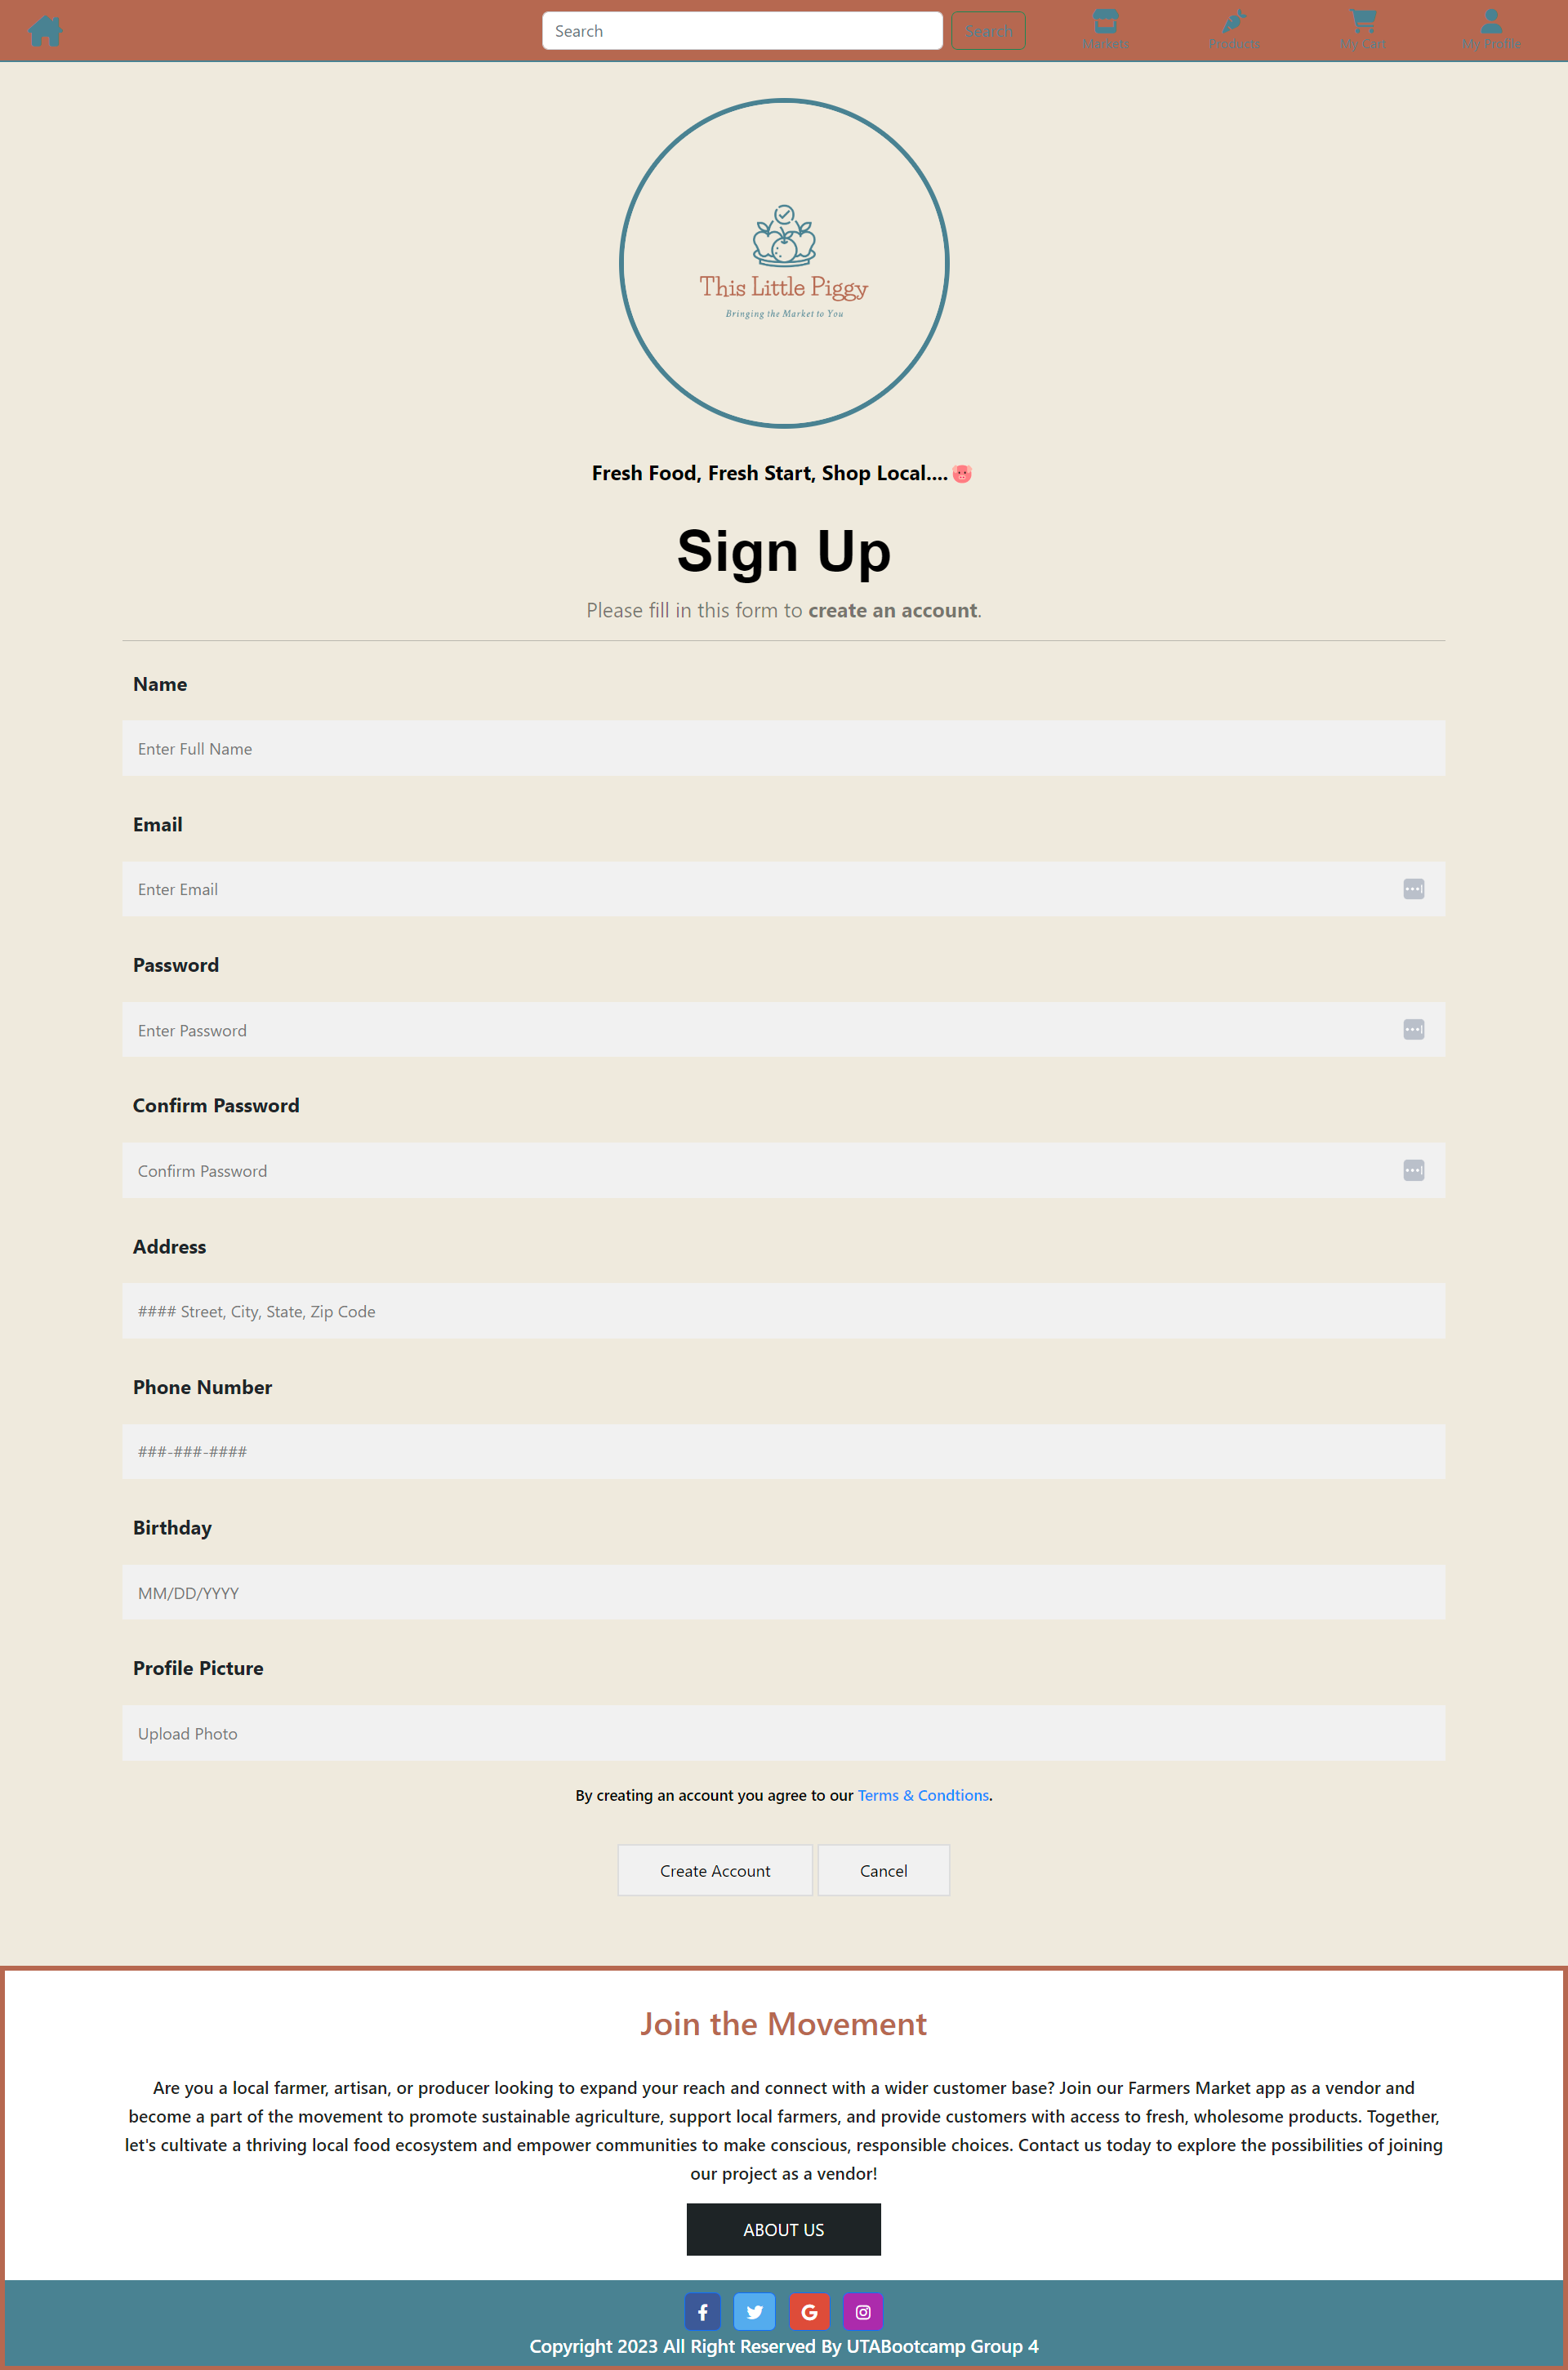 Search
Search
Markets
Products
My Cart
My Profile
This Little Piggy
Bringing the Market to You
Fresh Food, Fresh Start, Shop Local....
Sign Up
Please fill in this form to create an account.
Name
Enter Full Name
Email
Enter Email
Password
Enter Password
Confirm Password
Confirm Password
Address
#### Street, City, State, Zip Code
Phone Number
###-###-####
Birthday
MM/DD/YYYY
Profile Picture
Upload Photo
By creating an account you agree to our Terms & Condtions.
Create Account
Cancel
Join the Movement
Are you a local farmer, artisan, or producer looking to expand your reach and connect with a wider customer base? Join our Farmers Market app as a vendor and
become a part of the movement to promote sustainable agriculture, support local farmers, and provide customers with access to fresh, wholesome products. Together,
let's cultivate a thriving local food ecosystem and empower communities to make conscious, responsible choices. Contact us today to explore the possibilities of joining
our project as a vendor!
ABOUT US
Copyright 2023 All Right Reserved By UTABootcamp Group 4